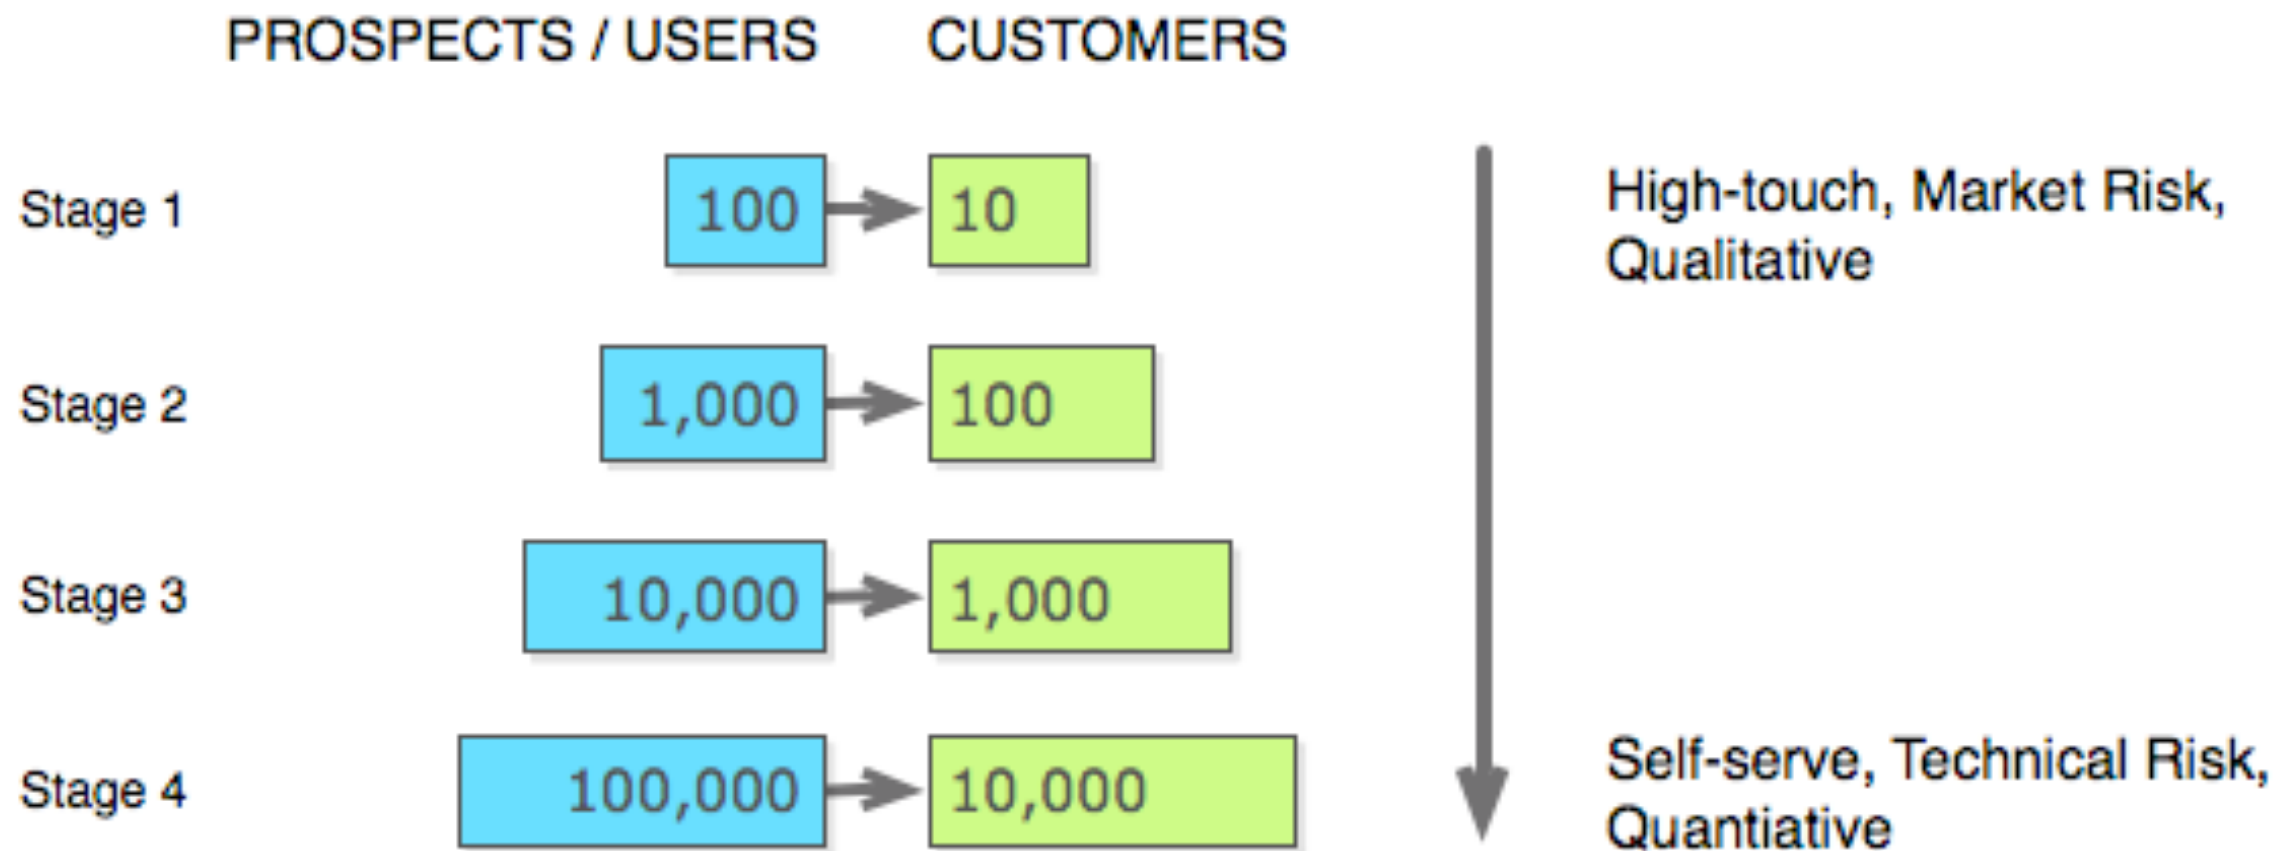 PROSPECTS / USERS CUSTOMERS
Stage 1 100 10 High-touch, Market Risk,
Qualitative
Stage 2 1,000 100
Stage 3 10,000 1,000
Stage 4 100,000 10,000 Self-serve, Technical Risk,
Quantiative